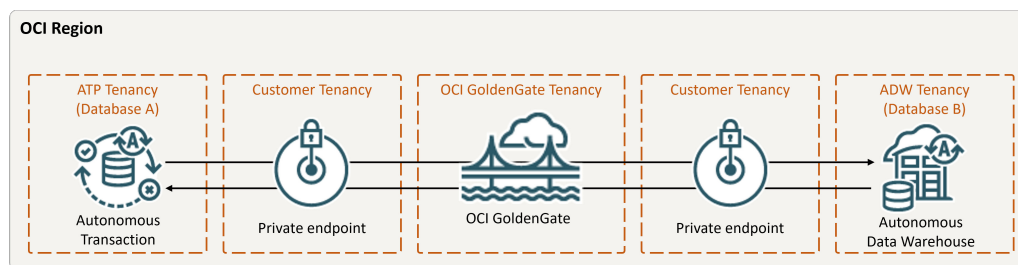 OCI Region
ATP Tenancy
(Database A)
Customer Tenancy
OCI GoldenGate Tenancy
Customer Tenancy
ADW Tenancy
(Database B)
A
A
Autonomous
Transaction
Private endpoint
OCI GoldenGate
Private endpoint
Autonomous
Data Warehouse